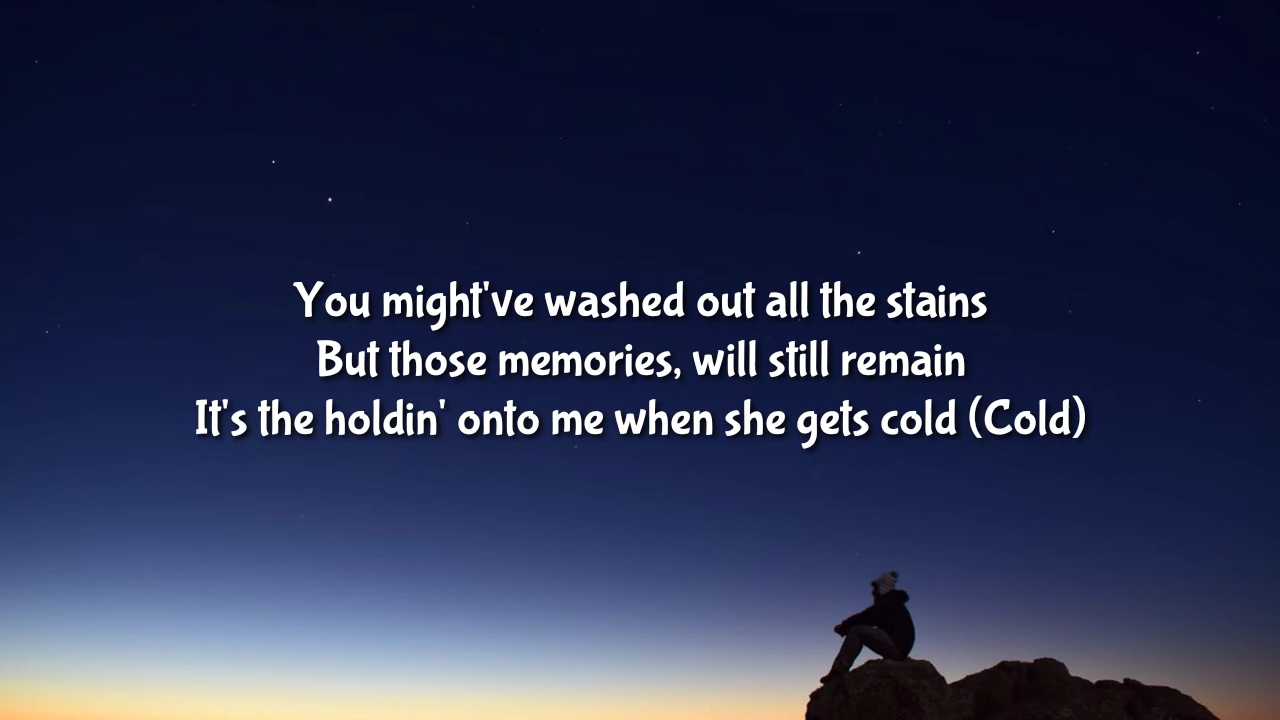 You might've washed out all the stains
But those memories, will still remain
It's the holdin' onto me when she gets cold (Cold)